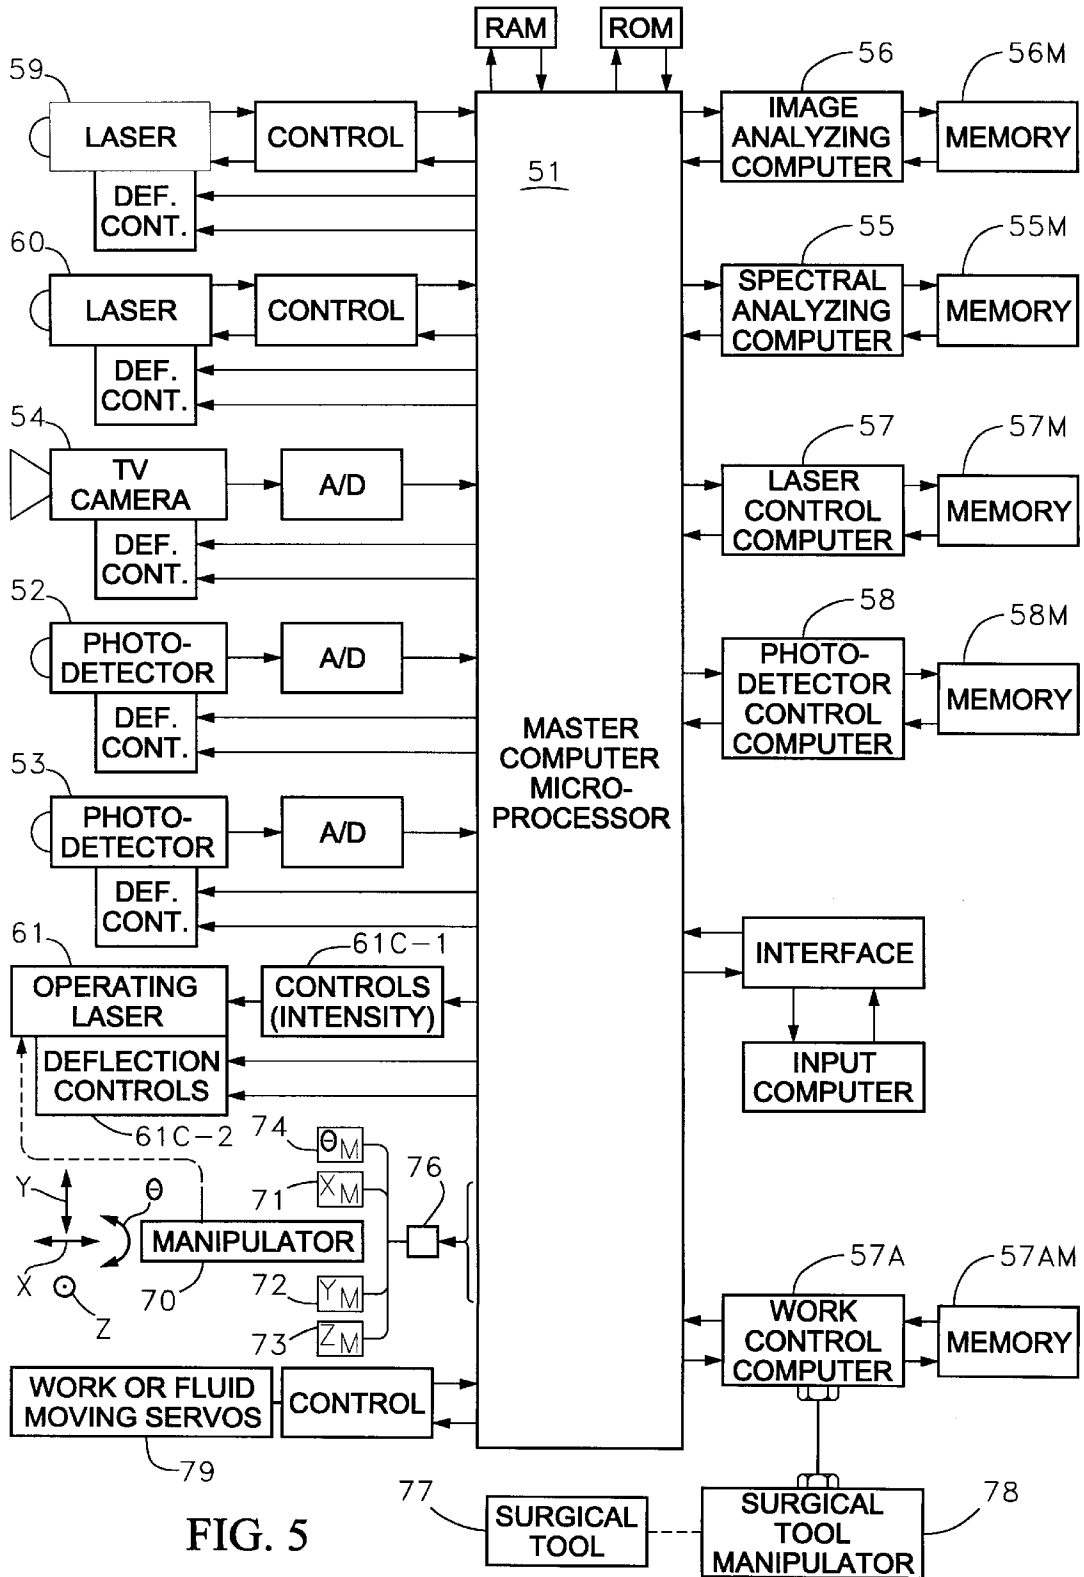 RAM
ROM
59
LASER
CONTROL
DEF.
CONT.
60
LASER
CONTROL
DEF.
CONT.
54
TV
CAMERA
A/D
DEF.
CONT.
52
PHOTO-
DETECTOR
A/D
DEF.
CONT.
53
PHOTO-
DETECTOR
A/D
DEF.
CONT.
61
OPERATING
LASER
61C-1
CONTROLS
(INTENSITY)
DEFLECTION
CONTROLS
61C-2
74
ΘM
71
XM
76
Y
Θ
X
Z
MANIPULATOR
70
72
YM
73
ZM
WORK OR FLUID
MOVING SERVOS
CONTROL
79
51
MASTER
COMPUTER
MICRO-
PROCESSOR
56
IMAGE
ANALYZING
COMPUTER
56M
MEMORY
55
SPECTRAL
ANALYZING
COMPUTER
55M
MEMORY
57
LASER
CONTROL
COMPUTER
57M
MEMORY
58
PHOTO-
DETECTOR
CONTROL
COMPUTER
58M
MEMORY
INTERFACE
INPUT
COMPUTER
57A
WORK
CONTROL
COMPUTER
57AM
MEMORY
77
SURGICAL
TOOL
SURGICAL
TOOL
MANIPULATOR
78
FIG. 5